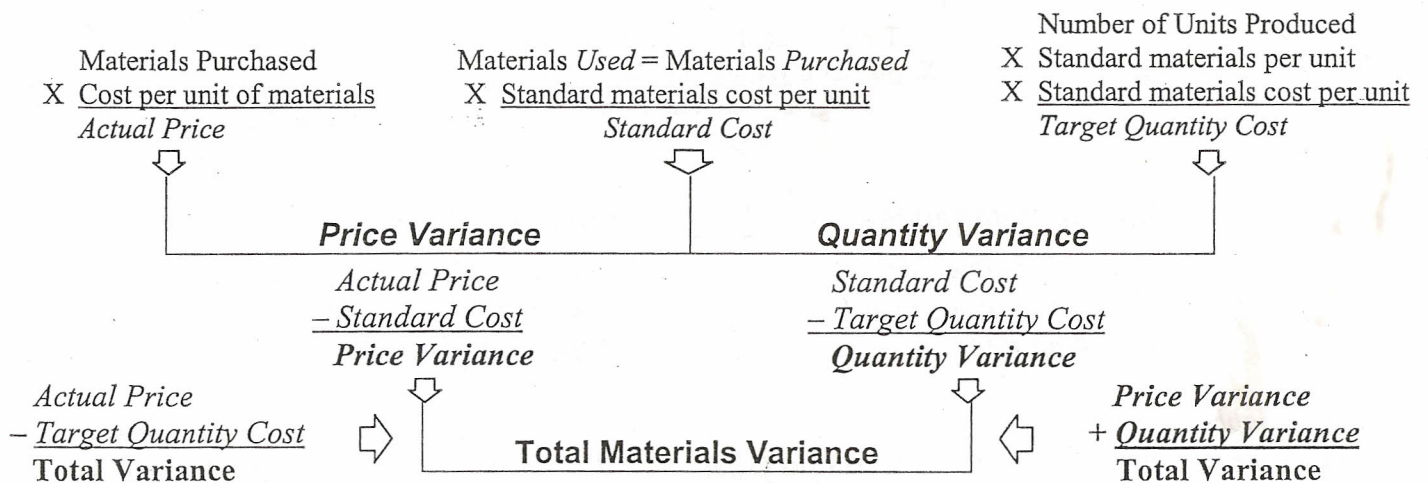 Materials Purchased
X Cost per unit of materials
Actual Price
Materials Used = Materials Purchased
X Standard materials cost per unit
Standard Cost
Number of Units Produced
X Standard materials per unit
X Standard materials cost per unit
Target Quantity Cost
Price Variance
Quantity Variance
Actual Price
– Standard Cost
Price Variance
Standard Cost
– Target Quantity Cost
Quantity Variance
Actual Price
– Target Quantity Cost
Total Variance
Total Materials Variance
Price Variance
+ Quantity Variance
Total Variance